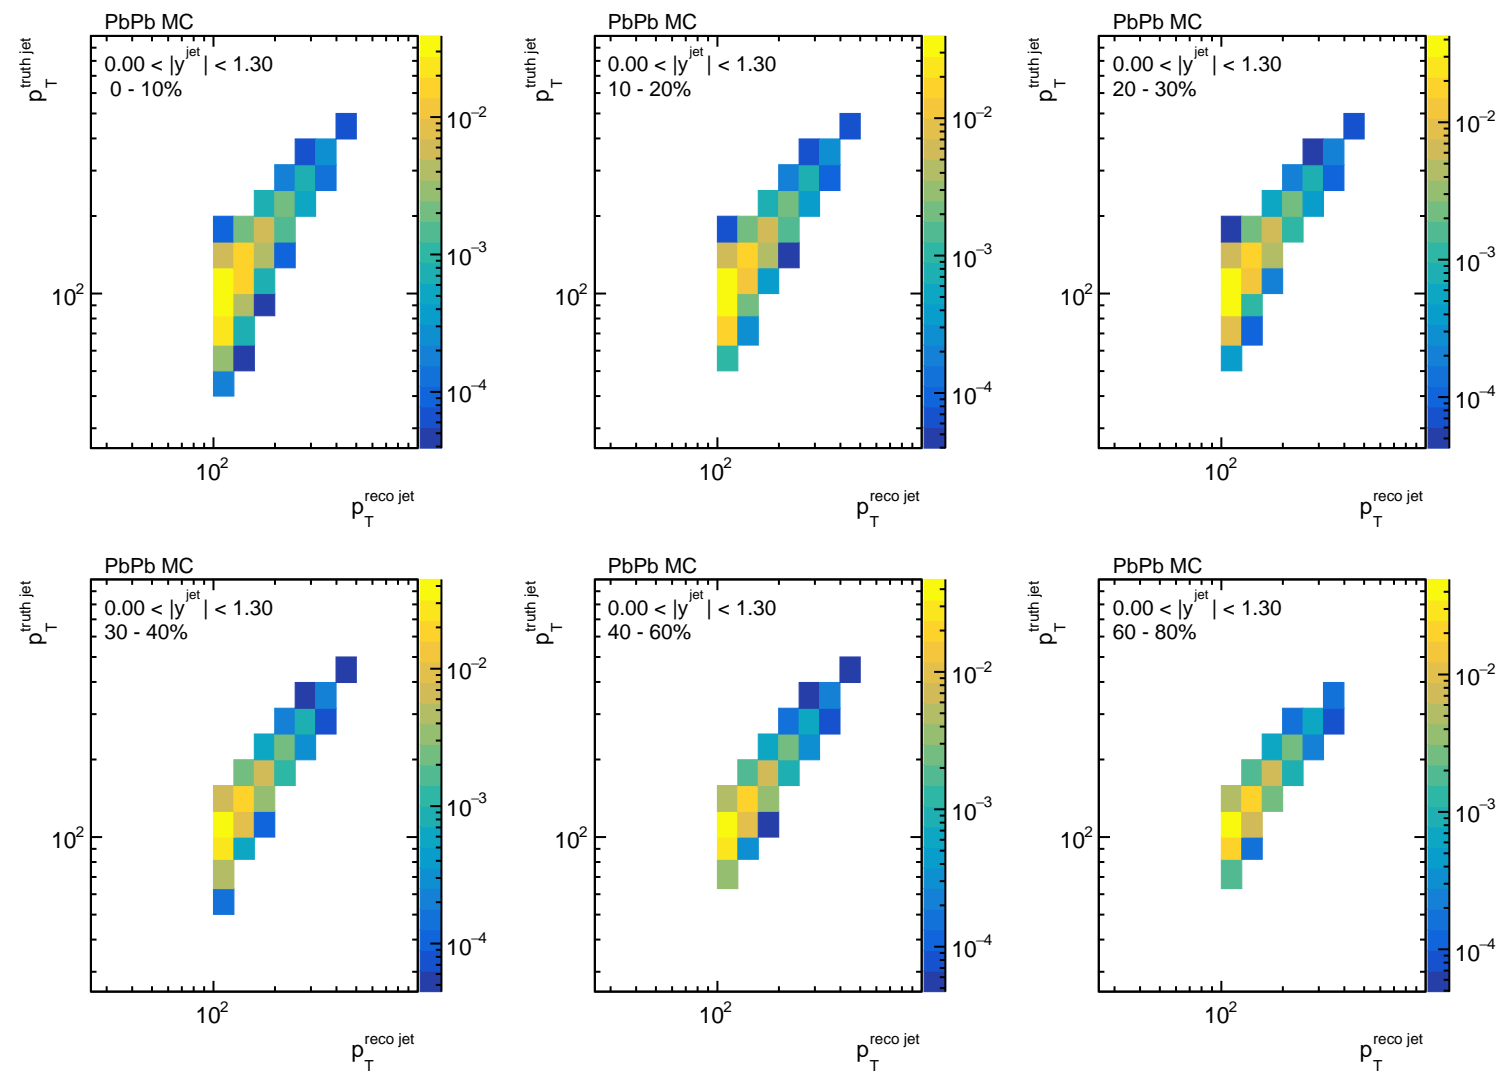 PbPb MC
0.00 < |y^jet| < 1.30
0 - 10%
p_T^truth jet
10^2
10^2
p_T^reco jet
10^−2
10^−3
10^−4
PbPb MC
0.00 < |y^jet| < 1.30
10 - 20%
p_T^truth jet
10^2
10^2
p_T^reco jet
10^−2
10^−3
10^−4
PbPb MC
0.00 < |y^jet| < 1.30
20 - 30%
p_T^truth jet
10^2
10^2
p_T^reco jet
10^−2
10^−3
10^−4
PbPb MC
0.00 < |y^jet| < 1.30
30 - 40%
p_T^truth jet
10^2
10^2
p_T^reco jet
10^−2
10^−3
10^−4
PbPb MC
0.00 < |y^jet| < 1.30
40 - 60%
p_T^truth jet
10^2
10^2
p_T^reco jet
10^−2
10^−3
10^−4
PbPb MC
0.00 < |y^jet| < 1.30
60 - 80%
p_T^truth jet
10^2
10^2
p_T^reco jet
10^−2
10^−3
10^−4